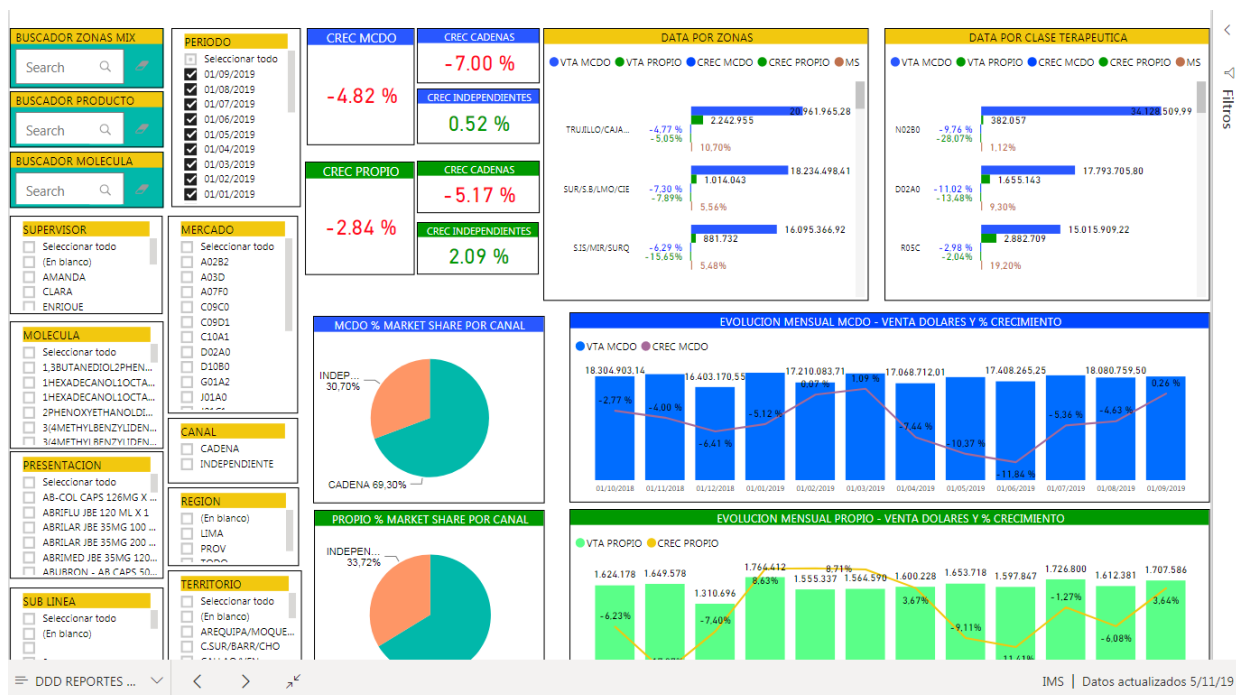 BUSCADOR ZONAS MIX
Search
BUSCADOR PRODUCTO
Search
BUSCADOR MOLECULA
Search
PERIODO
Seleccionar todo
01/09/2019
01/08/2019
01/07/2019
01/06/2019
01/05/2019
01/04/2019
01/03/2019
01/02/2019
01/01/2019
CREC MCDO
-4.82 %
CREC CADENAS
-7.00 %
CREC INDEPENDIENTES
0.52 %
CREC PROPIO
-2.84 %
CREC CADENAS
-5.17 %
CREC INDEPENDIENTES
2.09 %
DATA POR ZONAS
VTA MCDO VTA PROPIO CREC MCDO CREC PROPIO MS
20.961.965,28
2.242.955
TRUJILLO/CAJA... -4,77 %
-5,05%
10,70%
18.234.498,41
1.014.043
SUR/S.B/LMO/CIE -7,30 %
-7,89%
5,56%
16.095.366,92
881.732
SJS/MIR/SURQ -6,29 %
-15,65%
5,48%
DATA POR CLASE TERAPEUTICA
VTA MCDO VTA PROPIO CREC MCDO CREC PROPIO MS
34.128.509,99
382.057
N02B0 -9,76 %
-28,07%
1,12%
17.793.705,80
1.655.143
D02A0 -11,02 %
-13,48%
9,30%
15.015.909,22
2.882.709
R05C -2,98 %
-2,04%
19,20%
Filtros
SUPERVISOR
Seleccionar todo
(En blanco)
AMANDA
CLARA
ENRIQUE
MERCADO
Seleccionar todo
A02B2
A03D
A07F0
C09C0
C09D1
C10A1
D02A0
D10B0
G01A2
J01A0
J01C1
MOLECULA
Seleccionar todo
1,3BUTANEDIOL2PHEN...
1HEXADECANOL1OCTA...
1HEXADECANOL1OCTA...
2PHENOXYETHANOLDI...
3(4METHYLBENZYLIDEN...
3(4METHYLBENZYLIDEN...
CANAL
CADENA
INDEPENDIENTE
PRESENTACION
Seleccionar todo
AB-COL CAPS 126MG X ...
ABRIFLU JBE 120 ML X 1
ABRILAR JBE 35MG 100 ...
ABRILAR JBE 35MG 200 ...
ABRIMED JBE 35MG 120...
ABUBRON - AB CAPS 50...
REGION
(En blanco)
LIMA
PROV
TODO
SUB LINEA
Seleccionar todo
(En blanco)
TERRITORIO
Seleccionar todo
(En blanco)
AREQUIPA/MOQUE...
C.SUR/BARR/CHO
MCDO % MARKET SHARE POR CANAL
INDEP...
30,70%
CADENA 69,30%
PROPIO % MARKET SHARE POR CANAL
INDEPEN...
33,72%
EVOLUCION MENSUAL MCDO - VENTA DOLARES Y % CRECIMIENTO
VTA MCDO CREC MCDO
18.304.903,14 16.403.170,55 17.210.083,71 17.068.712,01 17.408.265,25 18.080.759,50
-2,77 % -4,00 % -6,41 % -5,12 % 0,07 % 1,09 % -7,44 % -10,37 % -11,84 % -5,36 % -4,63 % 0,26 %
01/10/2018 01/11/2018 01/12/2018 01/01/2019 01/02/2019 01/03/2019 01/04/2019 01/05/2019 01/06/2019 01/07/2019 01/08/2019 01/09/2019
EVOLUCION MENSUAL PROPIO - VENTA DOLARES Y % CRECIMIENTO
VTA PROPIO CREC PROPIO
1.624.178 1.649.578 1.310.696 1.764.412 1.555.337 1.564.590 1.600.228 1.653.718 1.597.847 1.726.800 1.612.381 1.707.586
-6,23% -7,40% 8,63% 8,71% 3,67% -9,11% -11,41% -1,27% -6,08% 3,64%
DDD REPORTES ...
IMS | Datos actualizados 5/11/19